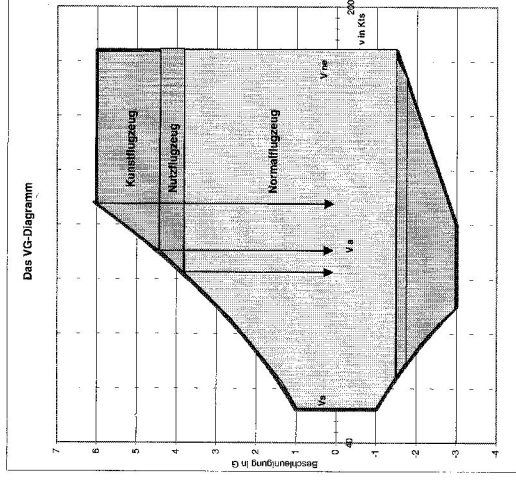 Das VG-Diagramm
Beschleunigung in G
7
6
5
4
3
2
1
0
-1
-2
-3
-4
40
200
v in Kts
Kunstflugzeug
Nutzflugzeug
Normalflugzeug
V ne
V a
Vs